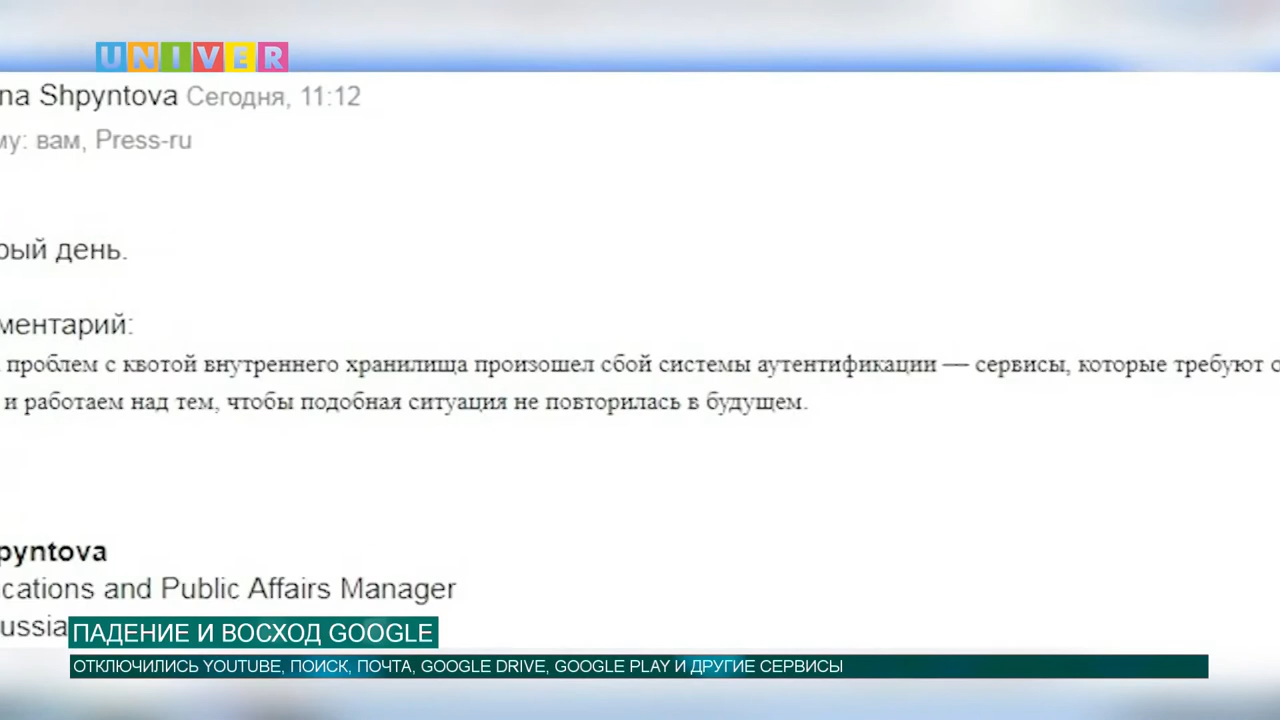 UNIVER
na Shpyntova Сегодня, 11:12
му: вам, Press-ru
рый день.
ментарий:
проблем с квотой внутреннего хранилища произошел сбой системы аутентификации — сервисы, которые требуют о
и работаем над тем, чтобы подобная ситуация не повторилась в будущем.
pyntova
cations and Public Affairs Manager
ussia
ПАДЕНИЕ И ВОСХОД GOOGLE
ОТКЛЮЧИЛИСЬ YOUTUBE, ПОИСК, ПОЧТА, GOOGLE DRIVE, GOOGLE PLAY И ДРУГИЕ СЕРВИСЫ